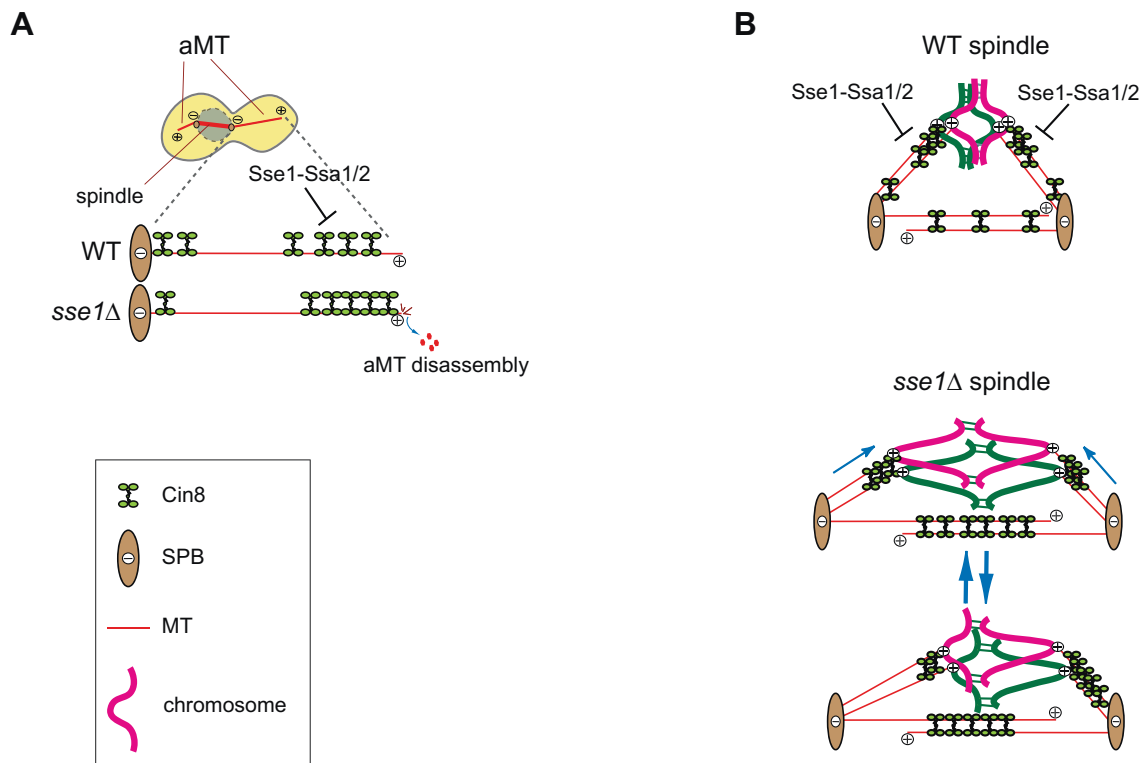 A
aMT
spindle
Sse1-Ssa1/2
WT
sse1Δ
aMT disassembly
Cin8
SPB
MT
chromosome
B
WT spindle
Sse1-Ssa1/2
Sse1-Ssa1/2
sse1Δ spindle